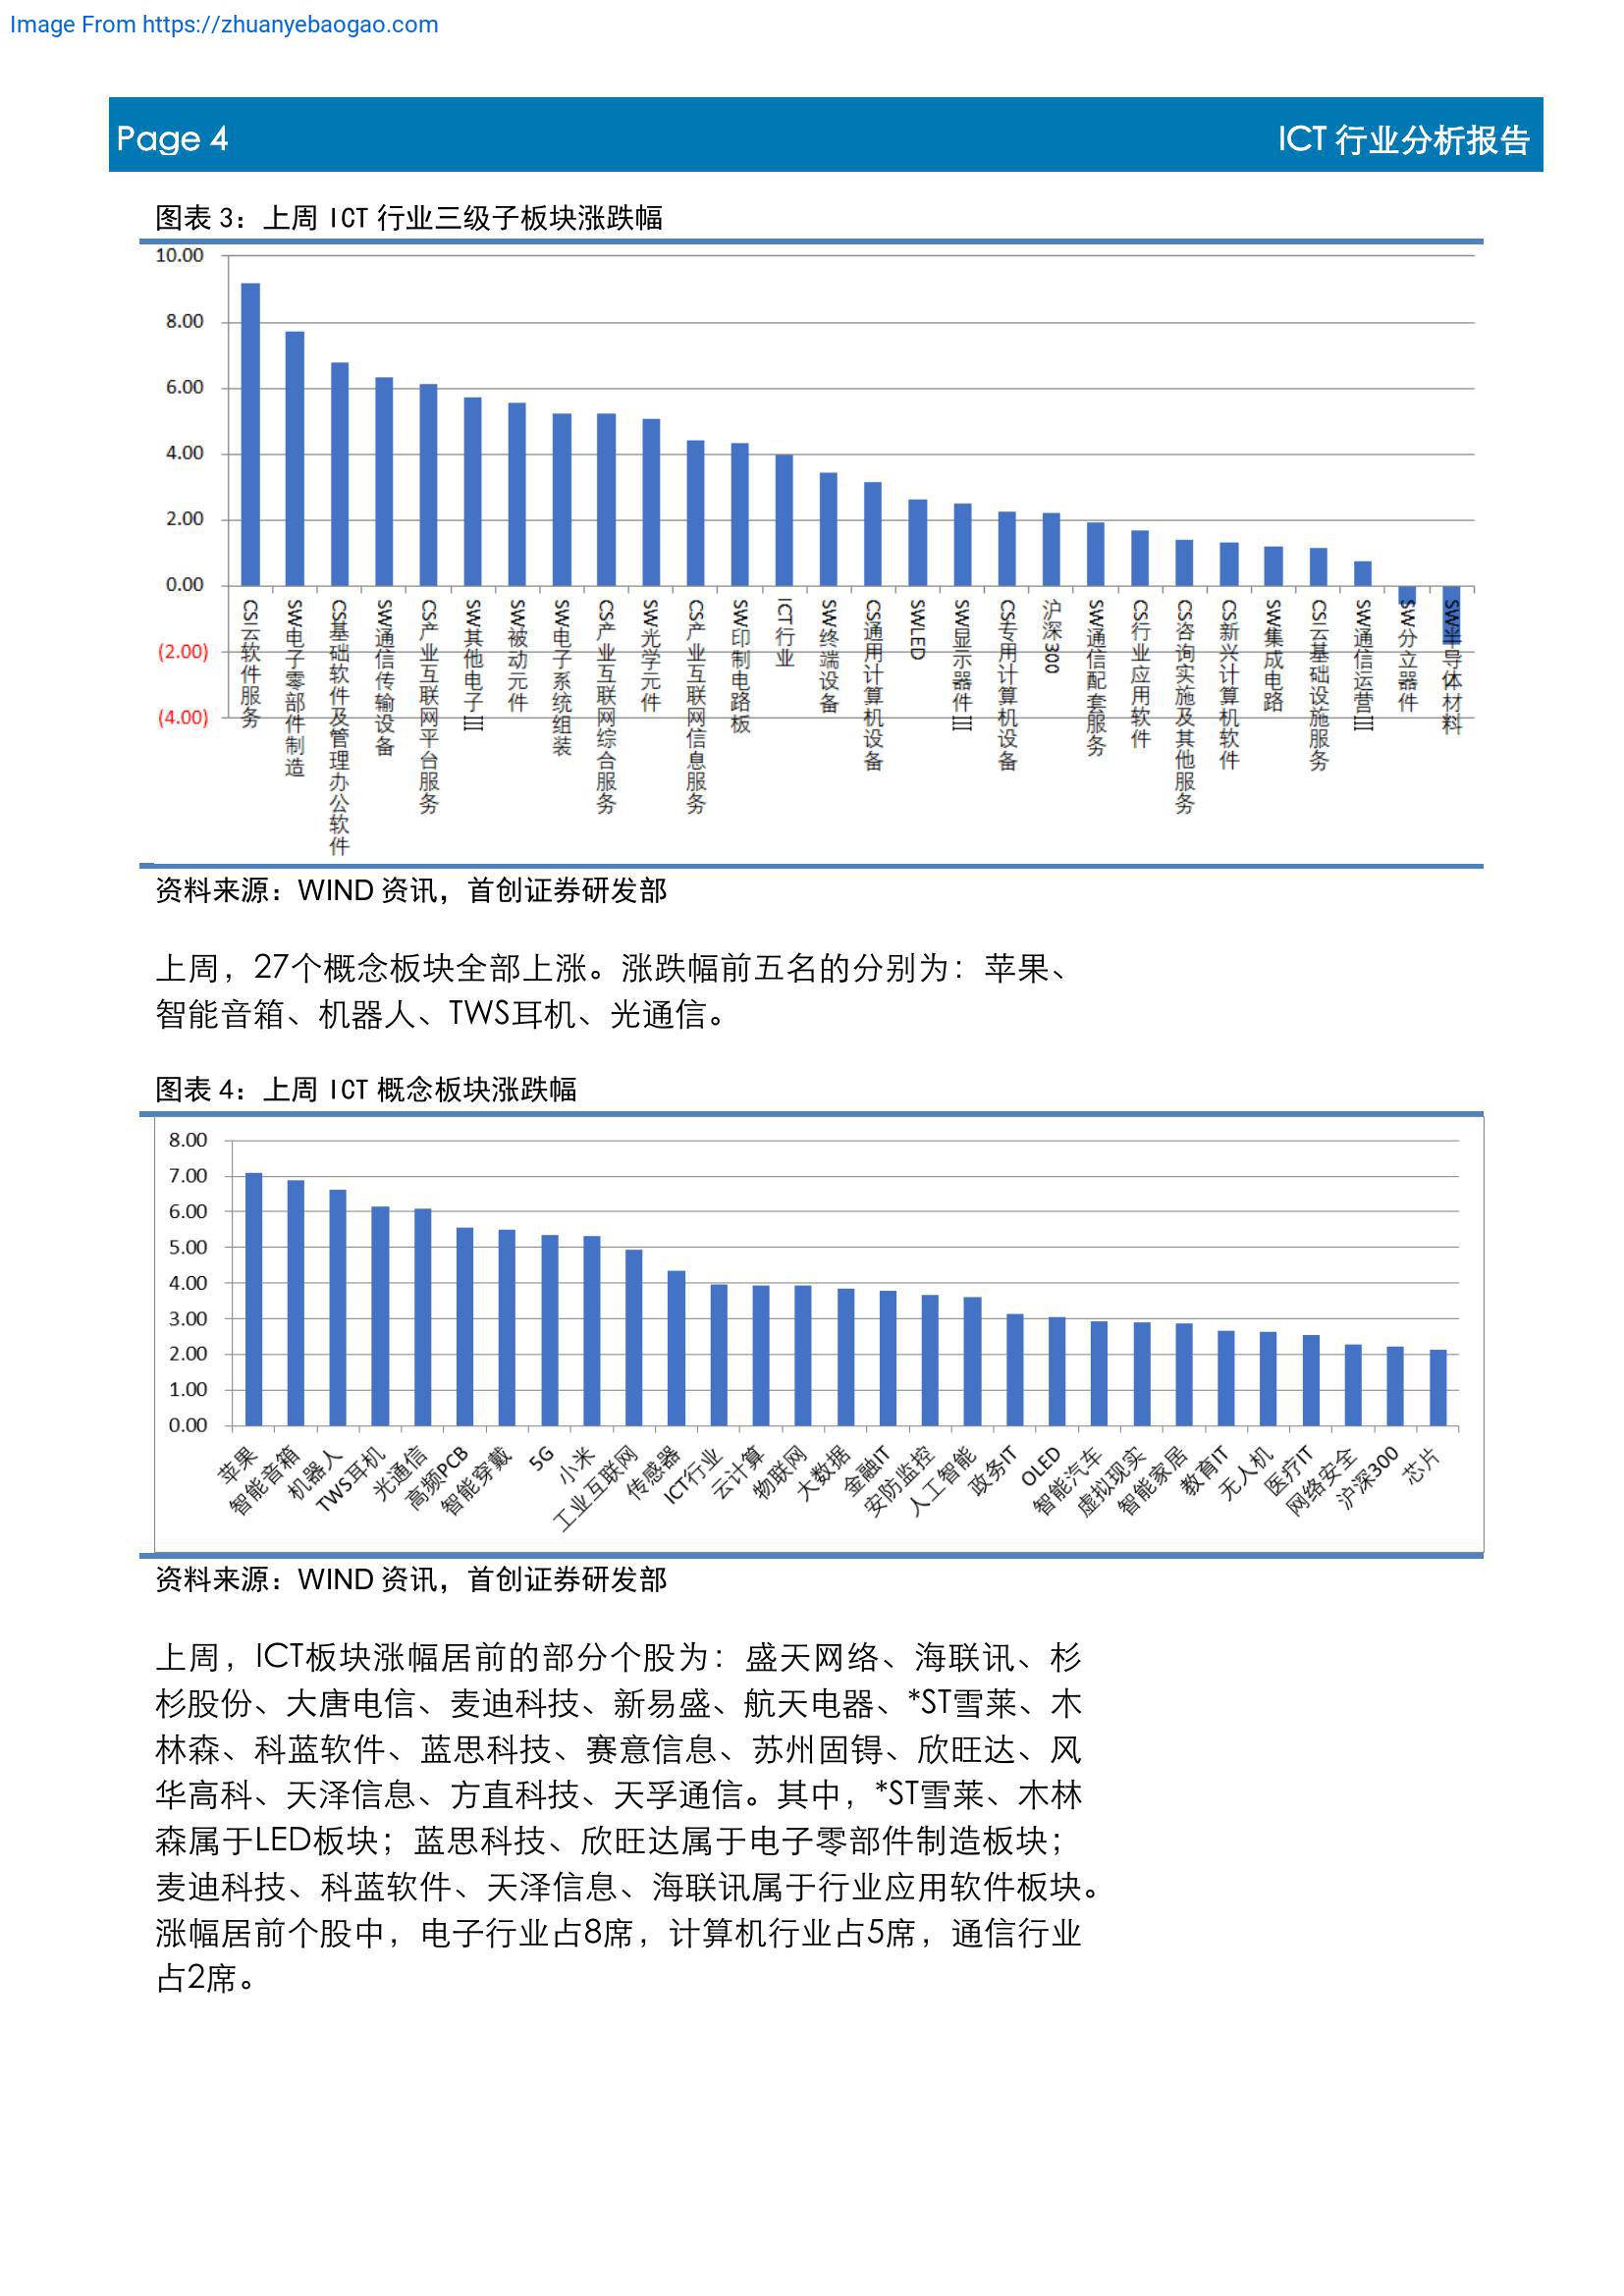 Image From https://zhuanyebaogao.com
Page 4
ICT 行业分析报告
图表 3：上周 ICT 行业三级子板块涨跌幅
10.00
8.00
6.00
4.00
2.00
0.00
(2.00)
(4.00)
CS云软件服务
SW电子零部件制造
CS基础软件及管理办公软件
SW通信传输设备
CS产业互联网平台服务
SW其他电子III
SW被动元件
SW电子系统组装
CS产业互联网综合服务
SW光学元件
CS产业互联网信息服务
SW印制电路板
ICT行业
SW终端设备
CS通用计算机设备
SWLED
SW显示器件III
CS专用计算机设备
沪深300
SW通信配套服务
CS行业应用软件
CS咨询实施及其他服务
CS新兴计算机软件
SW集成电路
CS云基础设施服务
SW通信运营III
SW分立器件
SW半导体材料
资料来源：WIND 资讯，首创证券研发部
上周，27个概念板块全部上涨。涨跌幅前五名的分别为：苹果、
智能音箱、机器人、TWS耳机、光通信。
图表 4：上周 ICT 概念板块涨跌幅
8.00
7.00
6.00
5.00
4.00
3.00
2.00
1.00
0.00
苹果
智能音箱
机器人
TWS耳机
光通信
高频PCB
智能穿戴
5G
小米
工业互联网
传感器
ICT行业
云计算
物联网
大数据
金融IT
安防监控
人工智能
政务IT
OLED
智能汽车
虚拟现实
智能家居
教育IT
无人机
医疗IT
网络安全
沪深300
芯片
资料来源：WIND 资讯，首创证券研发部
上周，ICT板块涨幅居前的部分个股为：盛天网络、海联讯、杉
杉股份、大唐电信、麦迪科技、新易盛、航天电器、*ST雪莱、木
林森、科蓝软件、蓝思科技、赛意信息、苏州固锝、欣旺达、风
华高科、天泽信息、方直科技、天孚通信。其中，*ST雪莱、木林
森属于LED板块；蓝思科技、欣旺达属于电子零部件制造板块；
麦迪科技、科蓝软件、天泽信息、海联讯属于行业应用软件板块。
涨幅居前个股中，电子行业占8席，计算机行业占5席，通信行业
占2席。